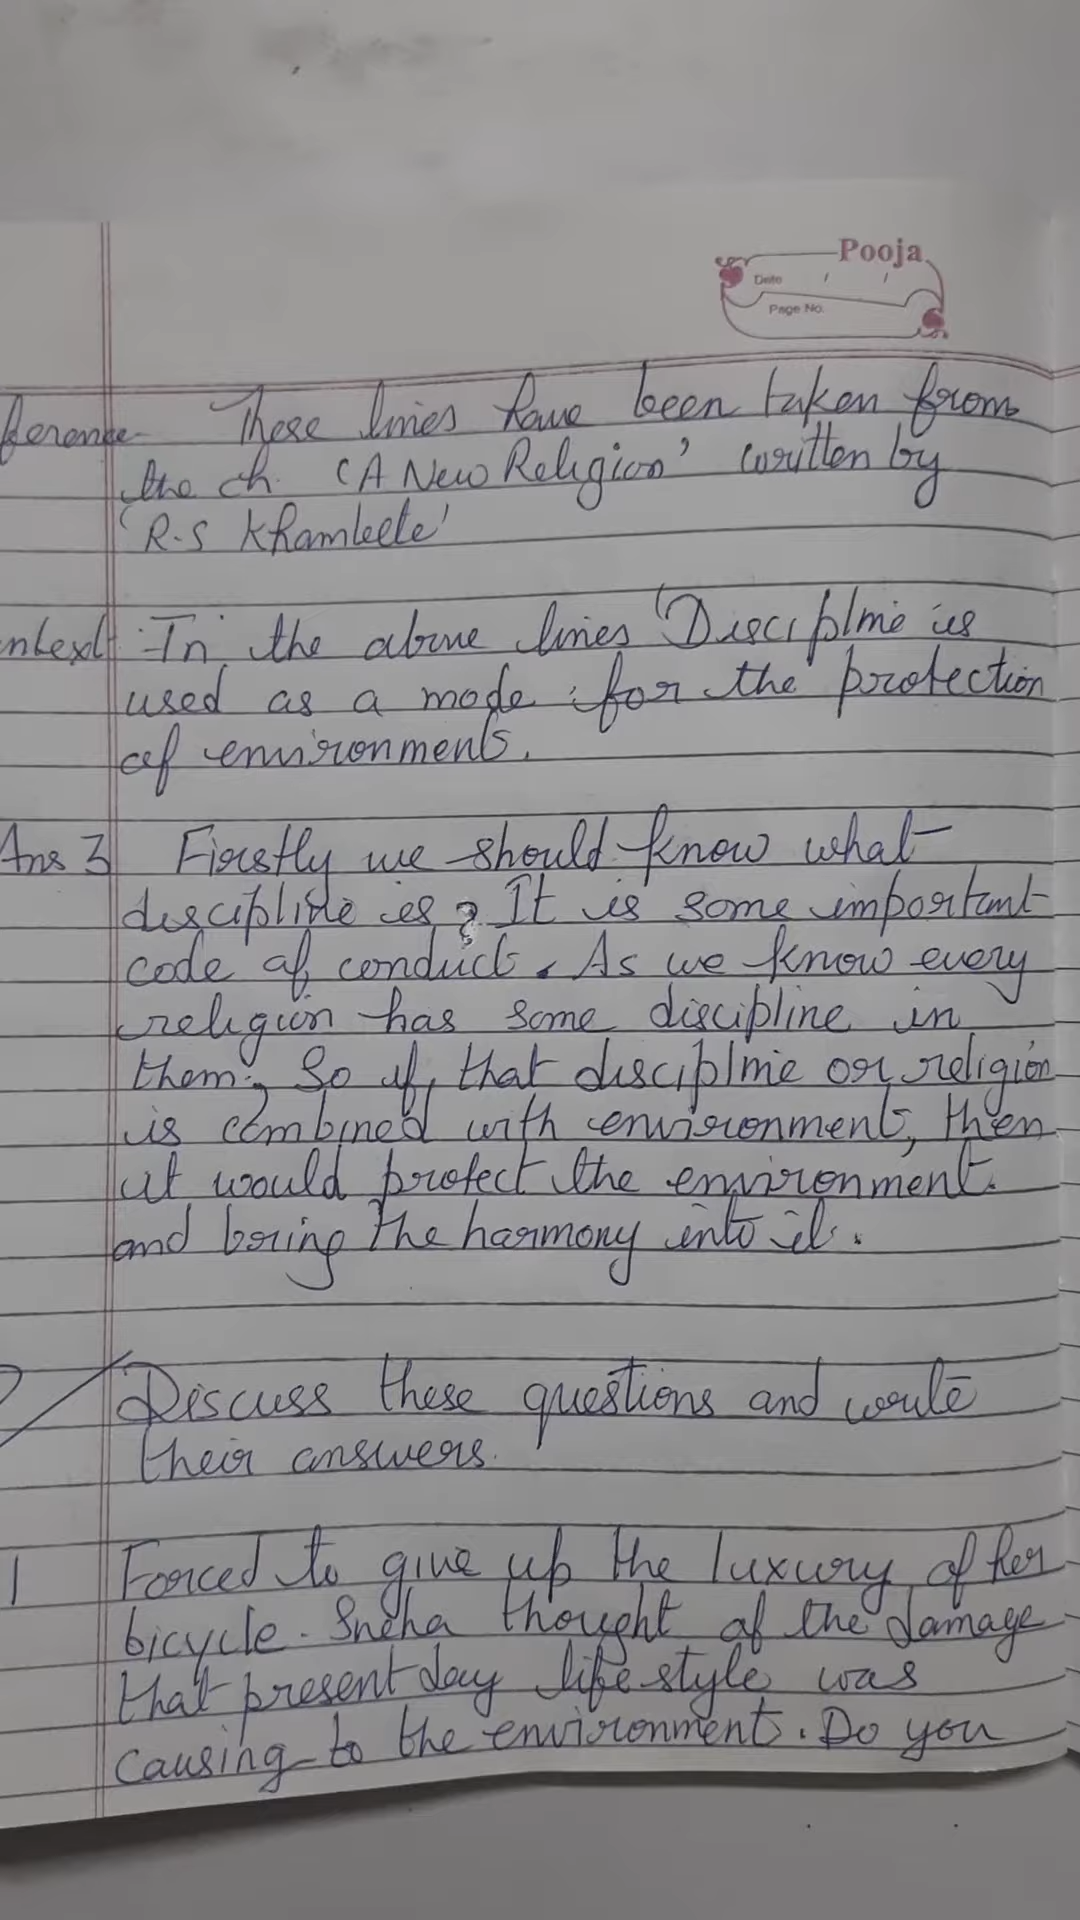 Pooja
Date / /
Page No.
ference These lines have been taken from
the ch. 'A New Religion' written by
'R.S Khamlete'
ntext In the above lines Discipline is
used as a mode for the protection
of environments.
Ans 3 Firstly we should know what
discipline is? It is some important
code of conduct. As we know every
religion has some discipline in
them. So if, that discipline or religion
is combined with environment, then
it would protect the environment.
and bring the harmony into it.
Discuss these questions and write
their answers.
1 Forced to give up the luxury of her
bicycle. Sneha thought of the damage
that present day life style was
causing to the environment. Do you